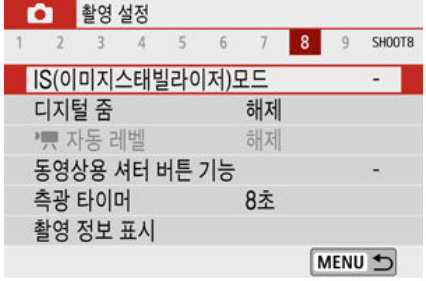 촬영 설정
1 2 3 4 5 6 7 8 9 SHOOT8
IS(이미지스태빌라이저)모드 -
디지털 줌 해제
자동 레벨 해제
동영상용 셔터 버튼 기능 -
측광 타이머 8초
촬영 정보 표시
MENU